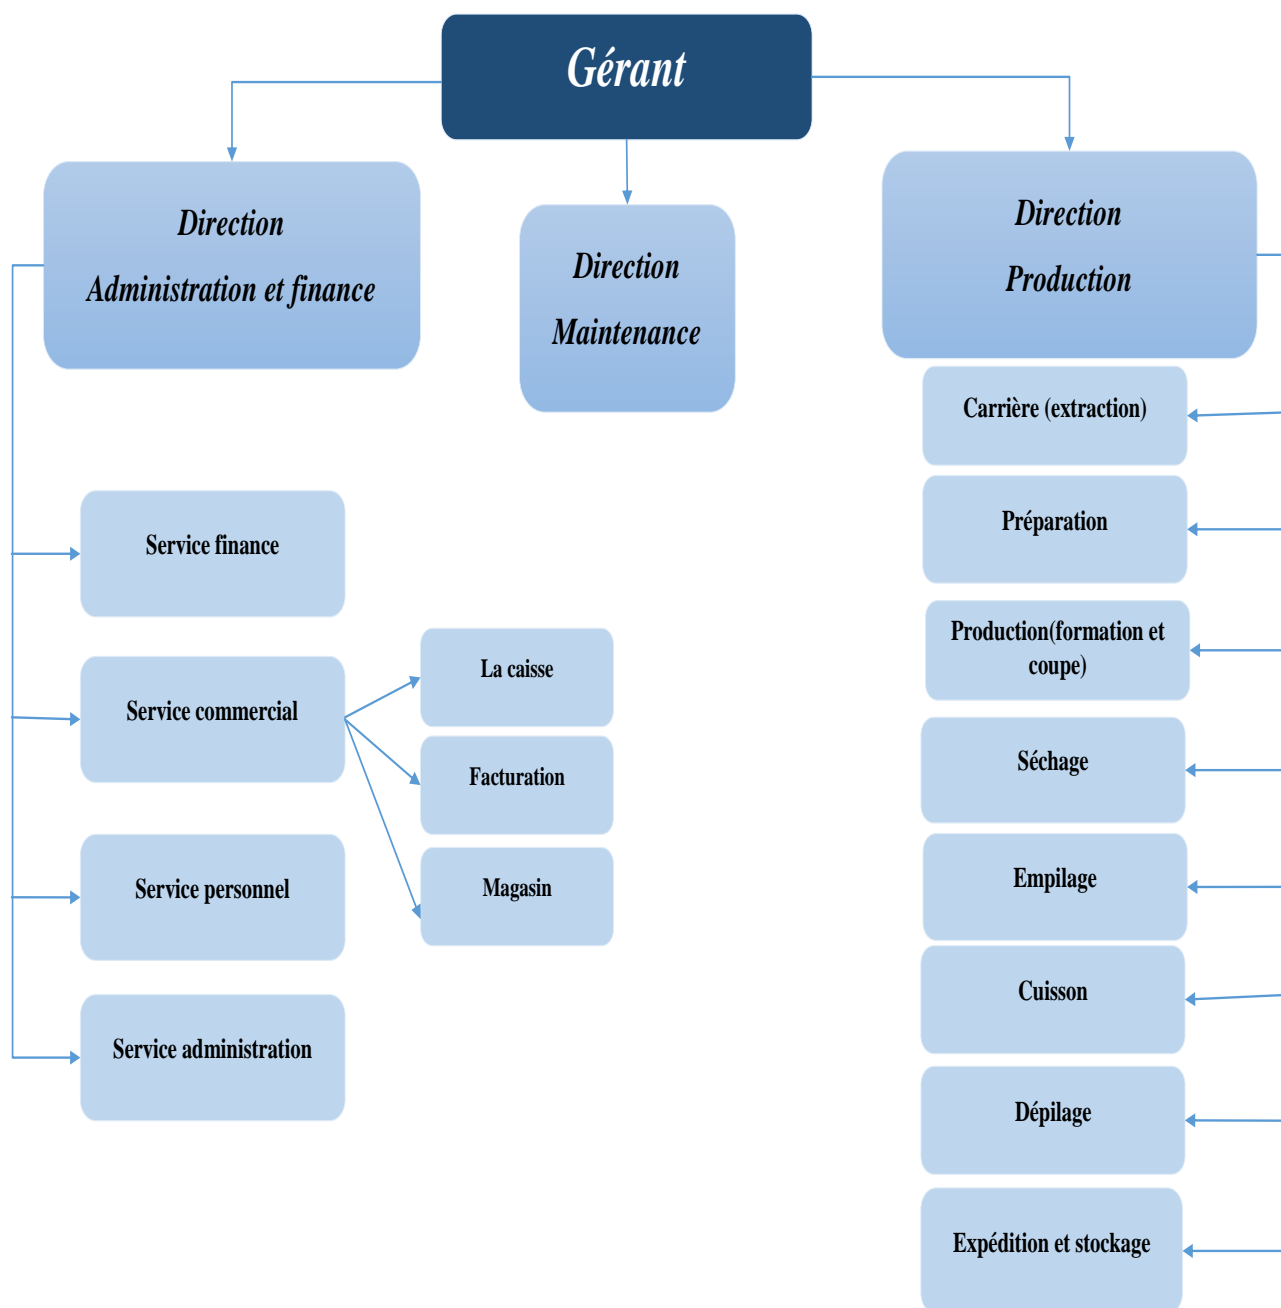 Gérant
Direction
Administration et finance
Direction
Maintenance
Direction
Production
Service finance
Service commercial
Service personnel
Service administration
La caisse
Facturation
Magasin
Carrière (extraction)
Préparation
Production(formation et
coupe)
Séchage
Empilage
Cuisson
Dépilage
Expédition et stockage